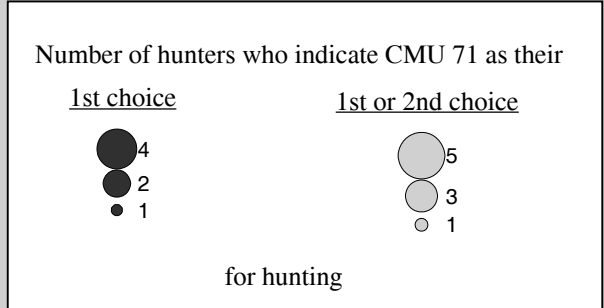 Number of hunters who indicate CMU 71 as their
1st choice
4
2
1
1st or 2nd choice
5
3
1
for hunting